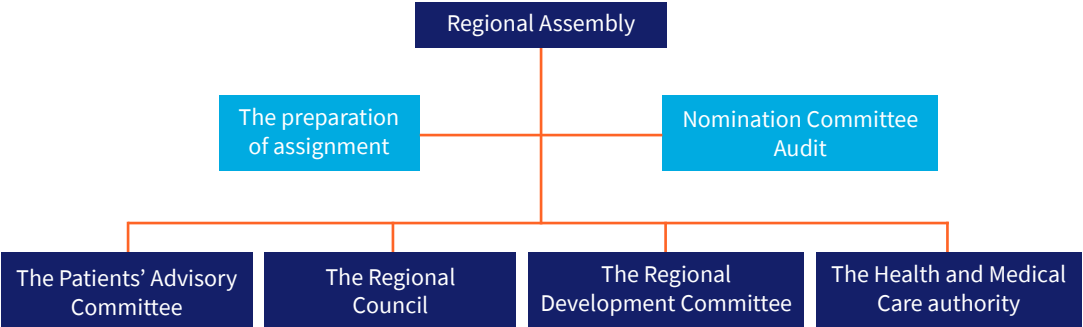 Regional Assembly
The preparation
of assignment
Nomination Committee
Audit
The Patients’ Advisory
Committee
The Regional
Council
The Regional
Development Committee
The Health and Medical
Care authority